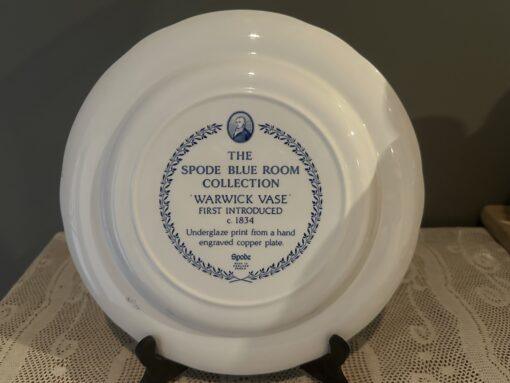 THE
SPODE BLUE ROOM
COLLECTION
'WARWICK VASE'
FIRST INTRODUCED
c. 1834
Underglaze print from a hand
engraved copper plate.
Spode